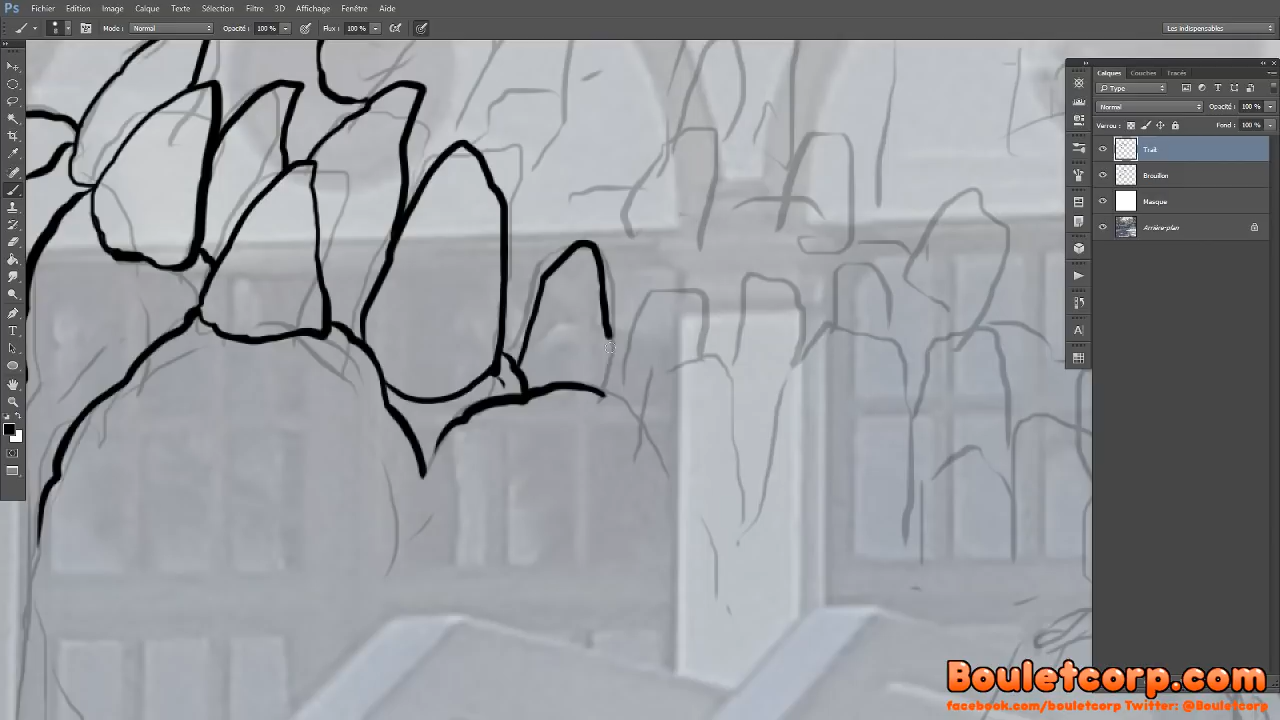 Ps Fichier Edition Image Calque Texte Sélection Filtre 3D Affichage Fenêtre Aide
Mode : Normal Opacité : 100 % Flux : 100 % Les indispensables
Calques Couches Tracés
Type
Normal Opacité : 100 %
Verrou : Fond : 100 %
Trait
Brouillon
Masque
Arrière-plan
Bouletcorp.com
facebook.com/bouletcorp Twitter: @Bouletcorp